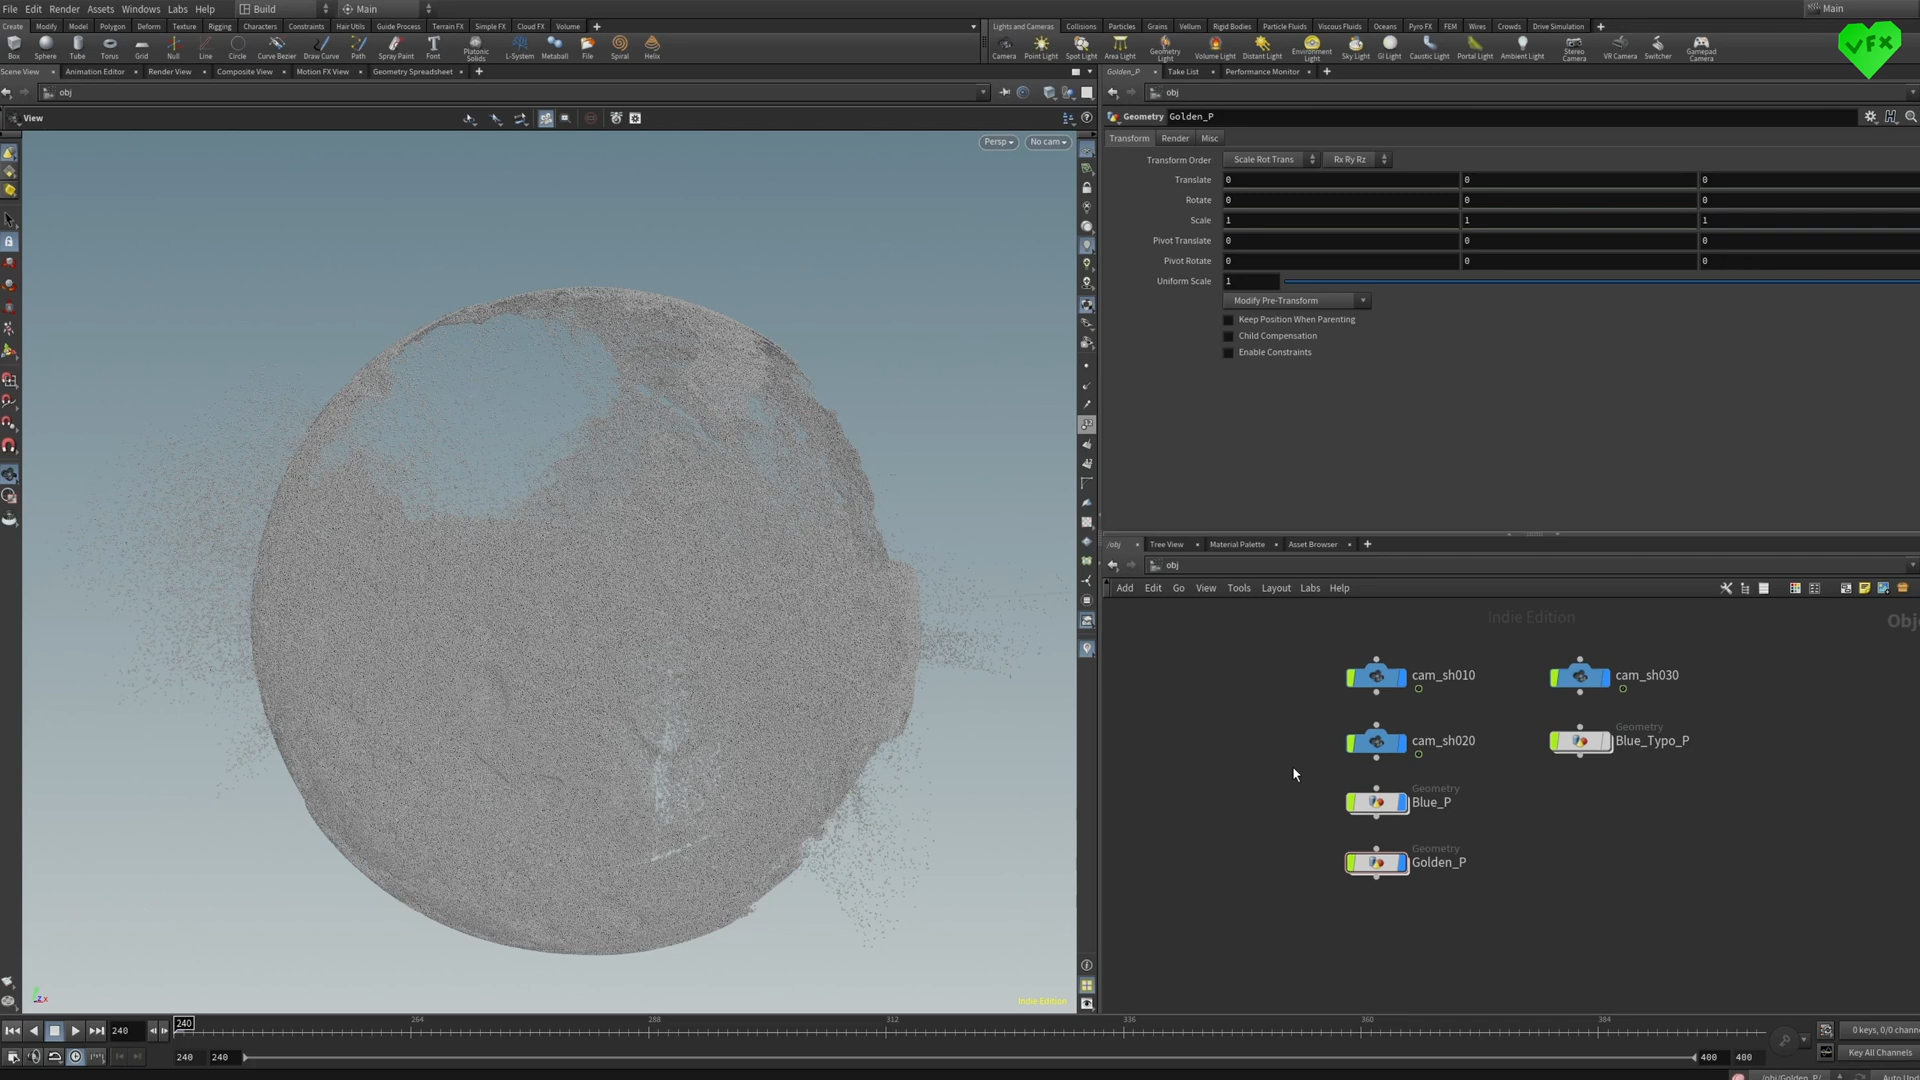 File Edit Render Assets Windows Labs Help Build Main Main
Create Modify Model Polygon Deform Texture Rigging Characters Constraints Hair Utils Guide Process Terrain FX Simple FX Cloud FX Volume
Lights and Cameras Collisions Particles Grains Vellum Rigid Bodies Particle Fluids Viscous Fluids Oceans Pyro FX FEM Wires Crowds Drive Simulation
VFX
Box Sphere Tube Torus Grid Null Line Circle Curve Bezier Draw Curve Path Spray Paint Font Platonic Solids L-System Metaball File Spiral Helix
Camera Point Light Spot Light Area Light Geometry Light Volume Light Distant Light Environment Light Sky Light GI Light Caustic Light Portal Light Ambient Light Stereo Camera VR Camera Switcher Gamepad Camera
Scene View Animation Editor Render View Composite View Motion FX View Geometry Spreadsheet
Golden_P Take List Performance Monitor
obj
obj
View
Persp No cam
Geometry Golden_P
Transform Render Misc
Transform Order Scale Rot Trans Rx Ry Rz
Translate 0 0 0
Rotate 0 0 0
Scale 1 1 1
Pivot Translate 0 0 0
Pivot Rotate 0 0 0
Uniform Scale 1
Modify Pre-Transform
Keep Position When Parenting
Child Compensation
Enable Constraints
/obj Tree View Material Palette Asset Browser
obj
Add Edit Go View Tools Layout Labs Help
Indie Edition
Obj
cam_sh010
cam_sh030
cam_sh020
Geometry
Blue_Typo_P
Geometry
Blue_P
Geometry
Golden_P
Indie Edition
240 240 264 288 312 336 360 384
0 keys, 0/0 chann
240 240 400 400
Key All Channels
/obj/Golden_P/
Auto Up